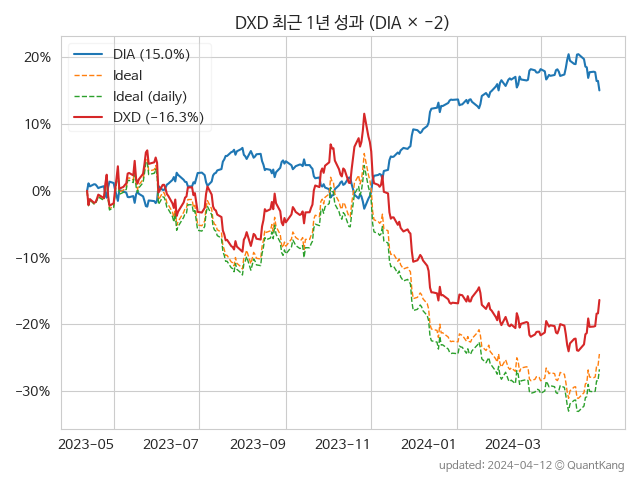 DXD 최근 1년 성과 (DIA × −2)
DIA (15.0%)
Ideal
Ideal (daily)
DXD (−16.3%)
20%
10%
0%
−10%
−20%
−30%
2023−05
2023−07
2023−09
2023−11
2024−01
2024−03
updated: 2024−04−12 © QuantKang